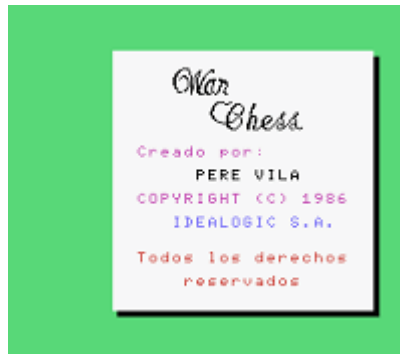 War
Chess
Creado por:
PERE VILA
COPYRIGHT (C) 1986
IDEALOGIC S.A.
Todos los derechos
reservados